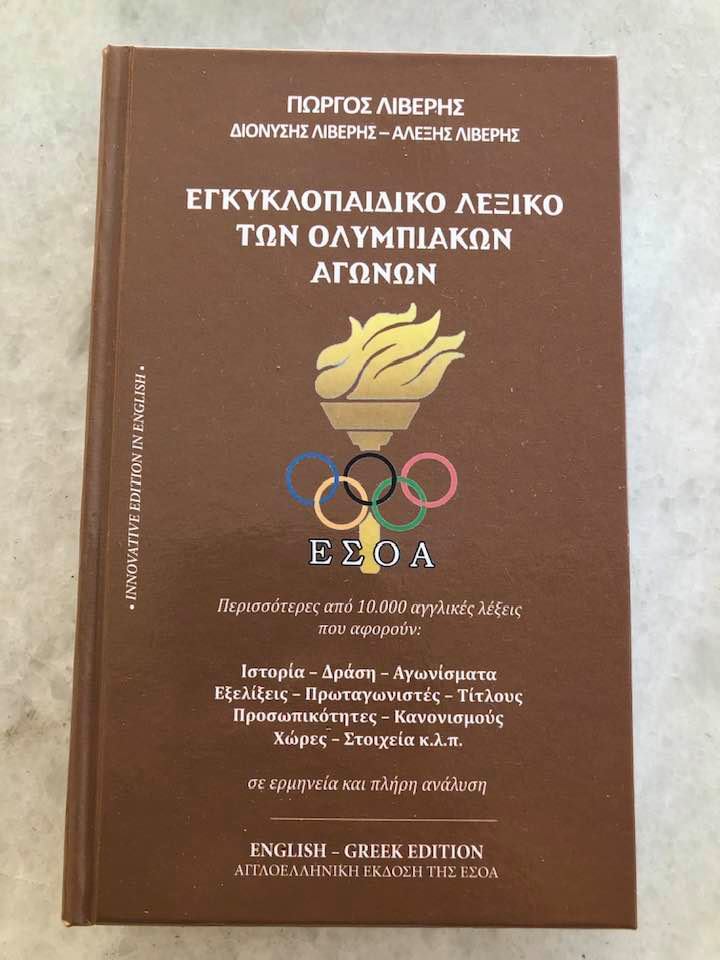 ΓΙΩΡΓΟΣ ΛΙΒΕΡΗΣ
ΔΙΟΝΥΣΗΣ ΛΙΒΕΡΗΣ – ΑΛΕΞΗΣ ΛΙΒΕΡΗΣ
ΕΓΚΥΚΛΟΠΑΙΔΙΚΟ ΛΕΞΙΚΟ
ΤΩΝ ΟΛΥΜΠΙΑΚΩΝ
ΑΓΩΝΩΝ
• INNOVATIVE EDITION IN ENGLISH •
ΕΣΟΑ
Περισσότερες από 10.000 αγγλικές λέξεις
που αφορούν:
Ιστορία – Δράση – Αγωνίσματα
Εξελίξεις – Πρωταγωνιστές – Τίτλους
Προσωπικότητες – Κανονισμούς
Χώρες – Στοιχεία κ.λ.π.
σε ερμηνεία και πλήρη ανάλυση
ENGLISH – GREEK EDITION
ΑΓΓΛΟΕΛΛΗΝΙΚΗ ΕΚΔΟΣΗ ΤΗΣ ΕΣΟΑ